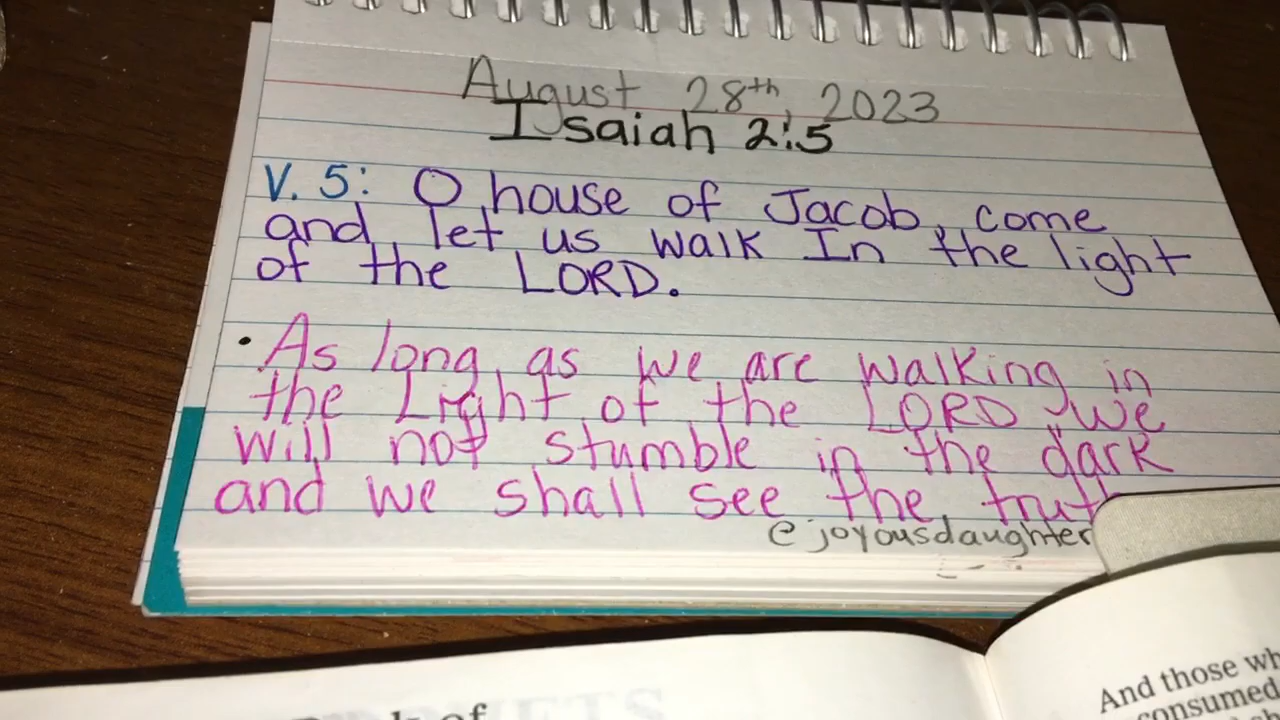 August 28th, 2023
Isaiah 2:5
V. 5: O house of Jacob, come
and let us walk In the light
of the LORD.
• As long as we are walking in
the Light of the LORD, we
will not stumble in the dark
and we shall see the
@joyousdaughter
of
And those
consumed